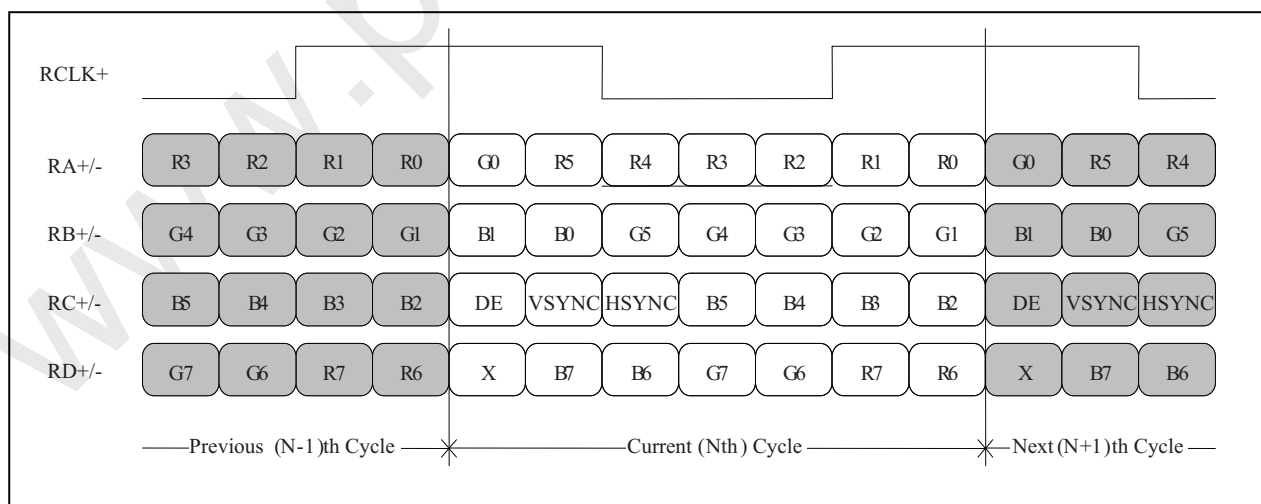 RCLK+
RA+/- R3 R2 R1 R0 G0 R5 R4 R3 R2 R1 R0 G0 R5 R4
RB+/- G4 G3 G2 G1 B1 B0 G5 G4 G3 G2 G1 B1 B0 G5
RC+/- B5 B4 B3 B2 DE VSYNC HSYNC B5 B4 B3 B2 DE VSYNC HSYNC
RD+/- G7 G6 R7 R6 X B7 B6 G7 G6 R7 R6 X B7 B6
Previous (N-1)th Cycle Current (Nth) Cycle Next (N+1)th Cycle
www.p